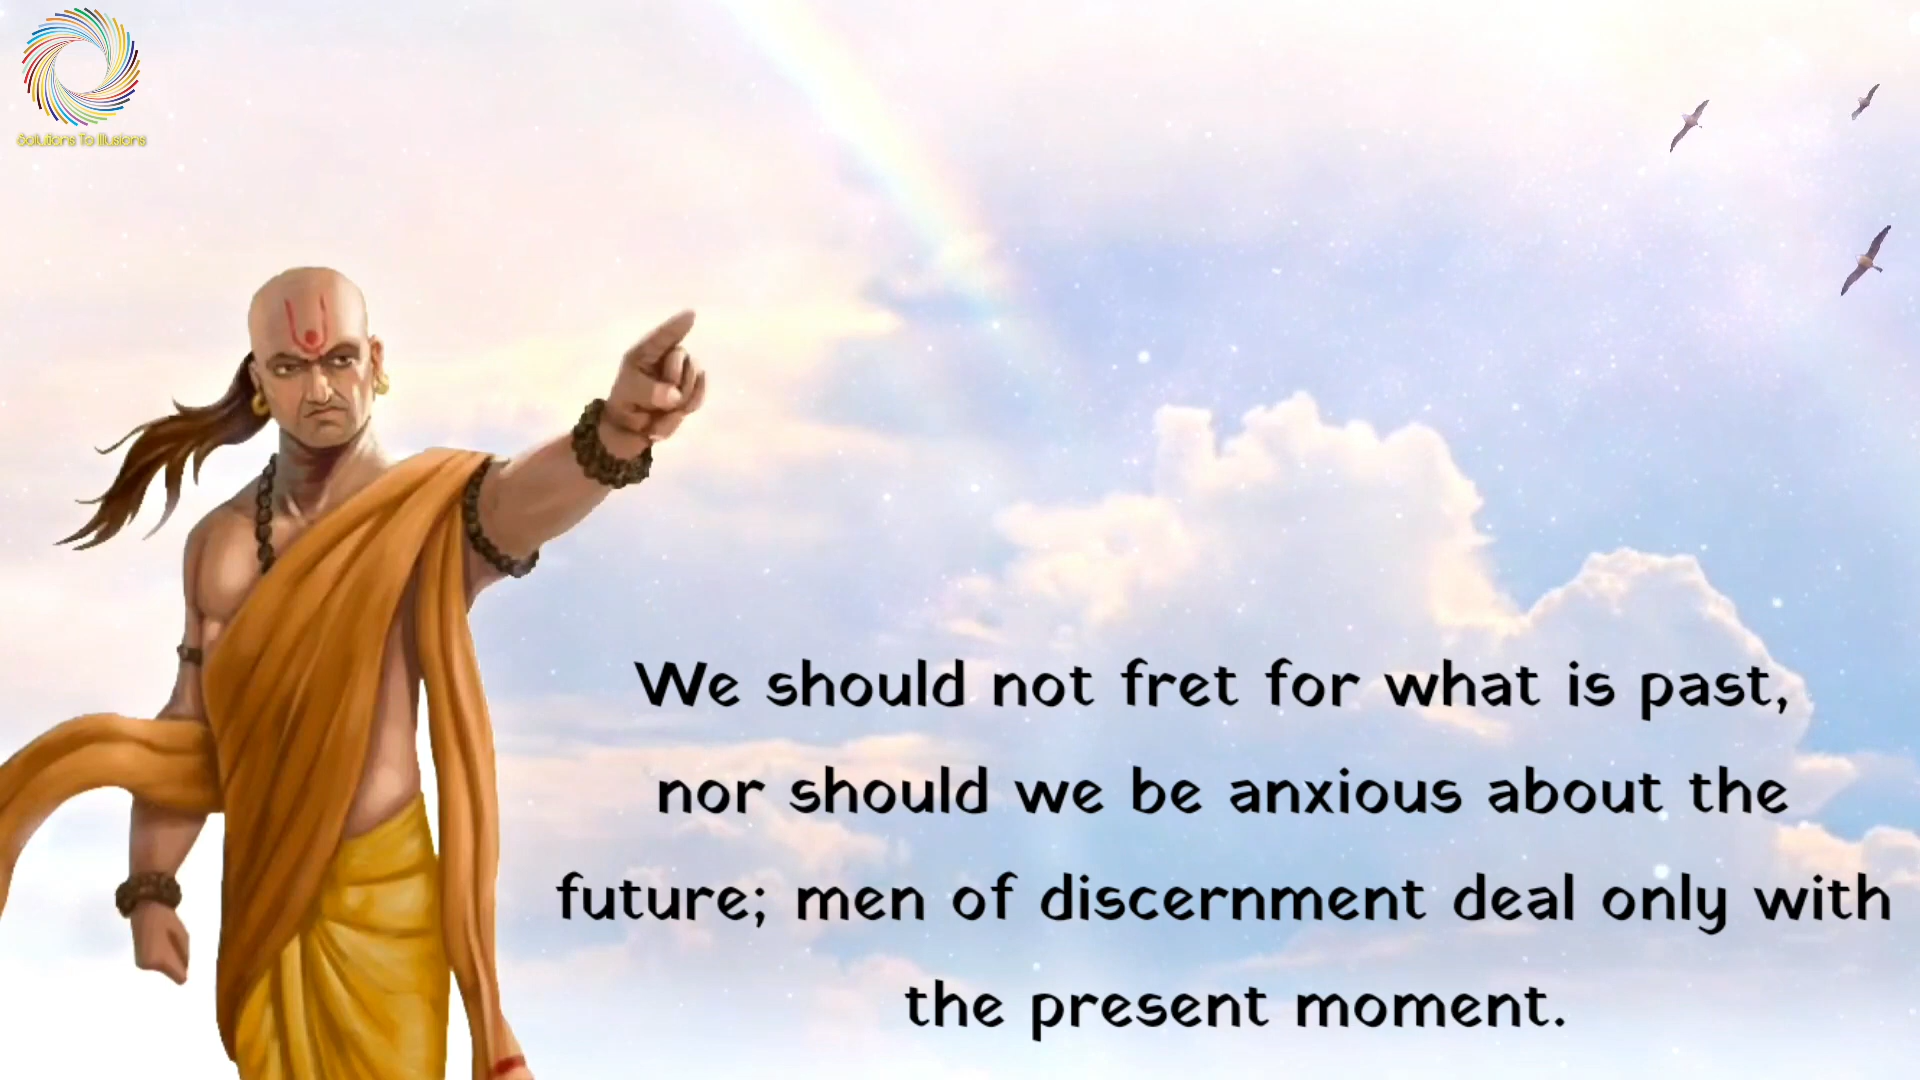 Solutions To Illusions
We should not fret for what is past,
nor should we be anxious about the
future; men of discernment deal only with
the present moment.